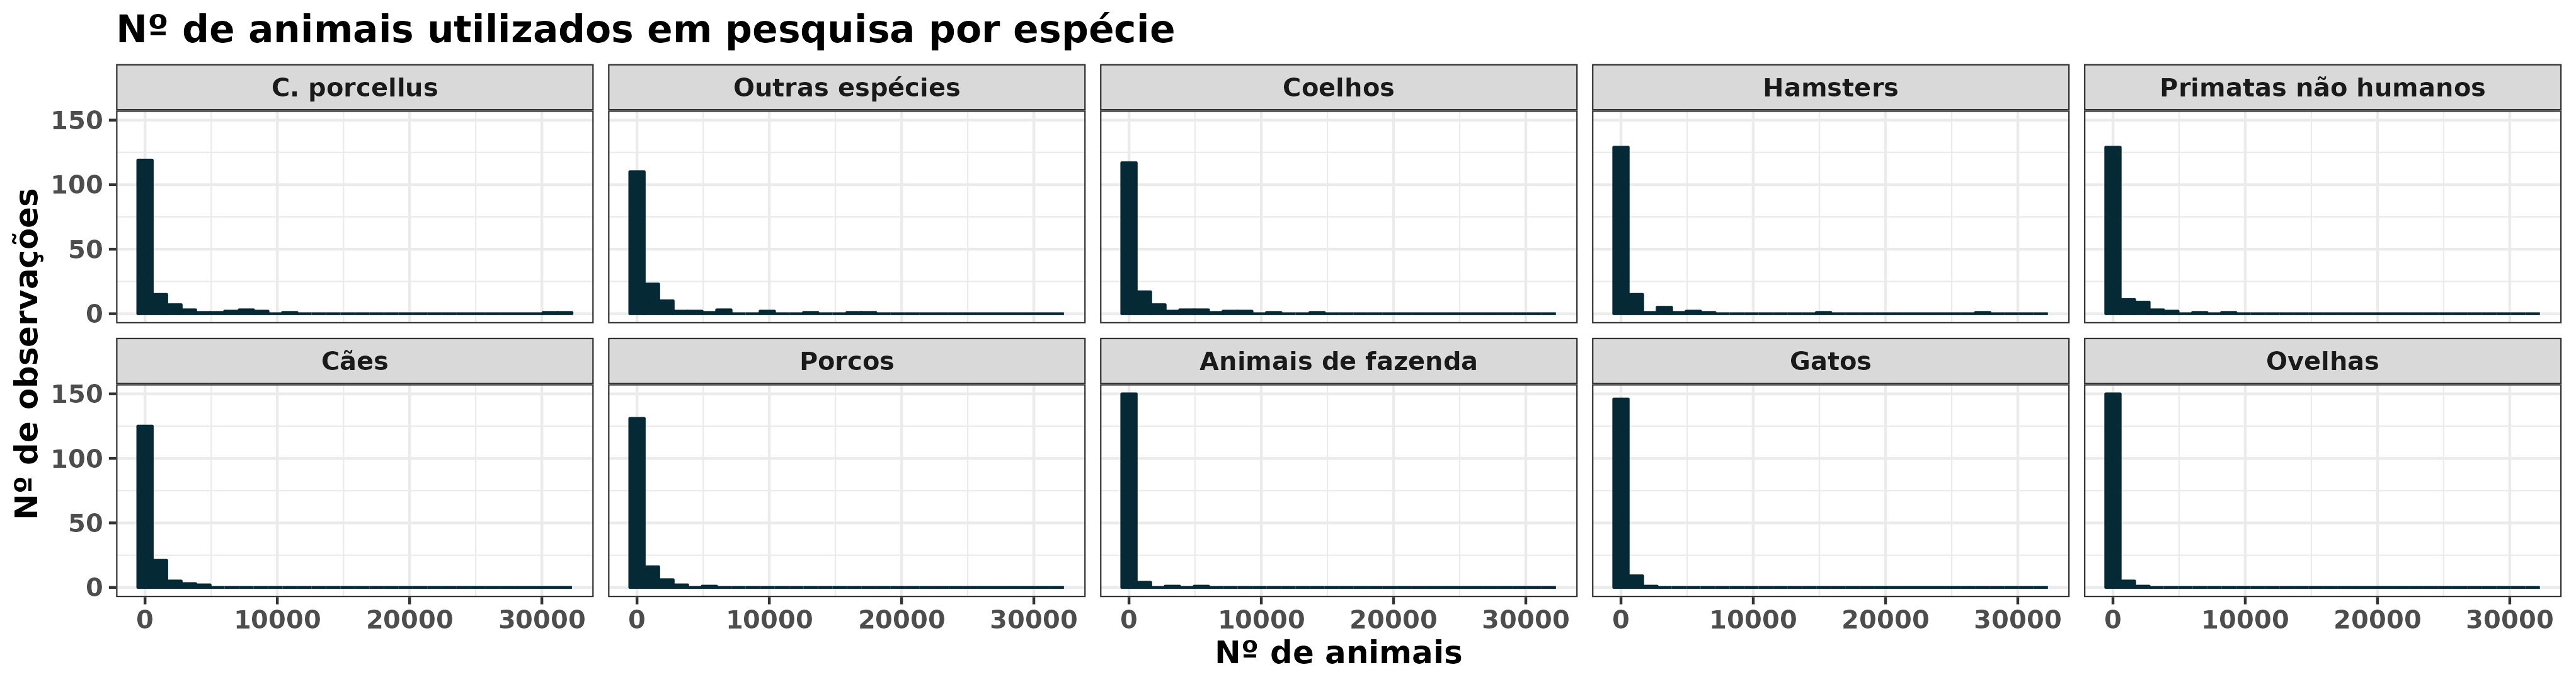 Nº de animais utilizados em pesquisa por espécie
C. porcellus
Outras espécies
Coelhos
Hamsters
Primatas não humanos
150
100
50
0
Cães
Porcos
Animais de fazenda
Gatos
Ovelhas
150
100
50
0
Nº de observações
0 10000 20000 30000
0 10000 20000 30000
0 10000 20000 30000
0 10000 20000 30000
0 10000 20000 30000
Nº de animais